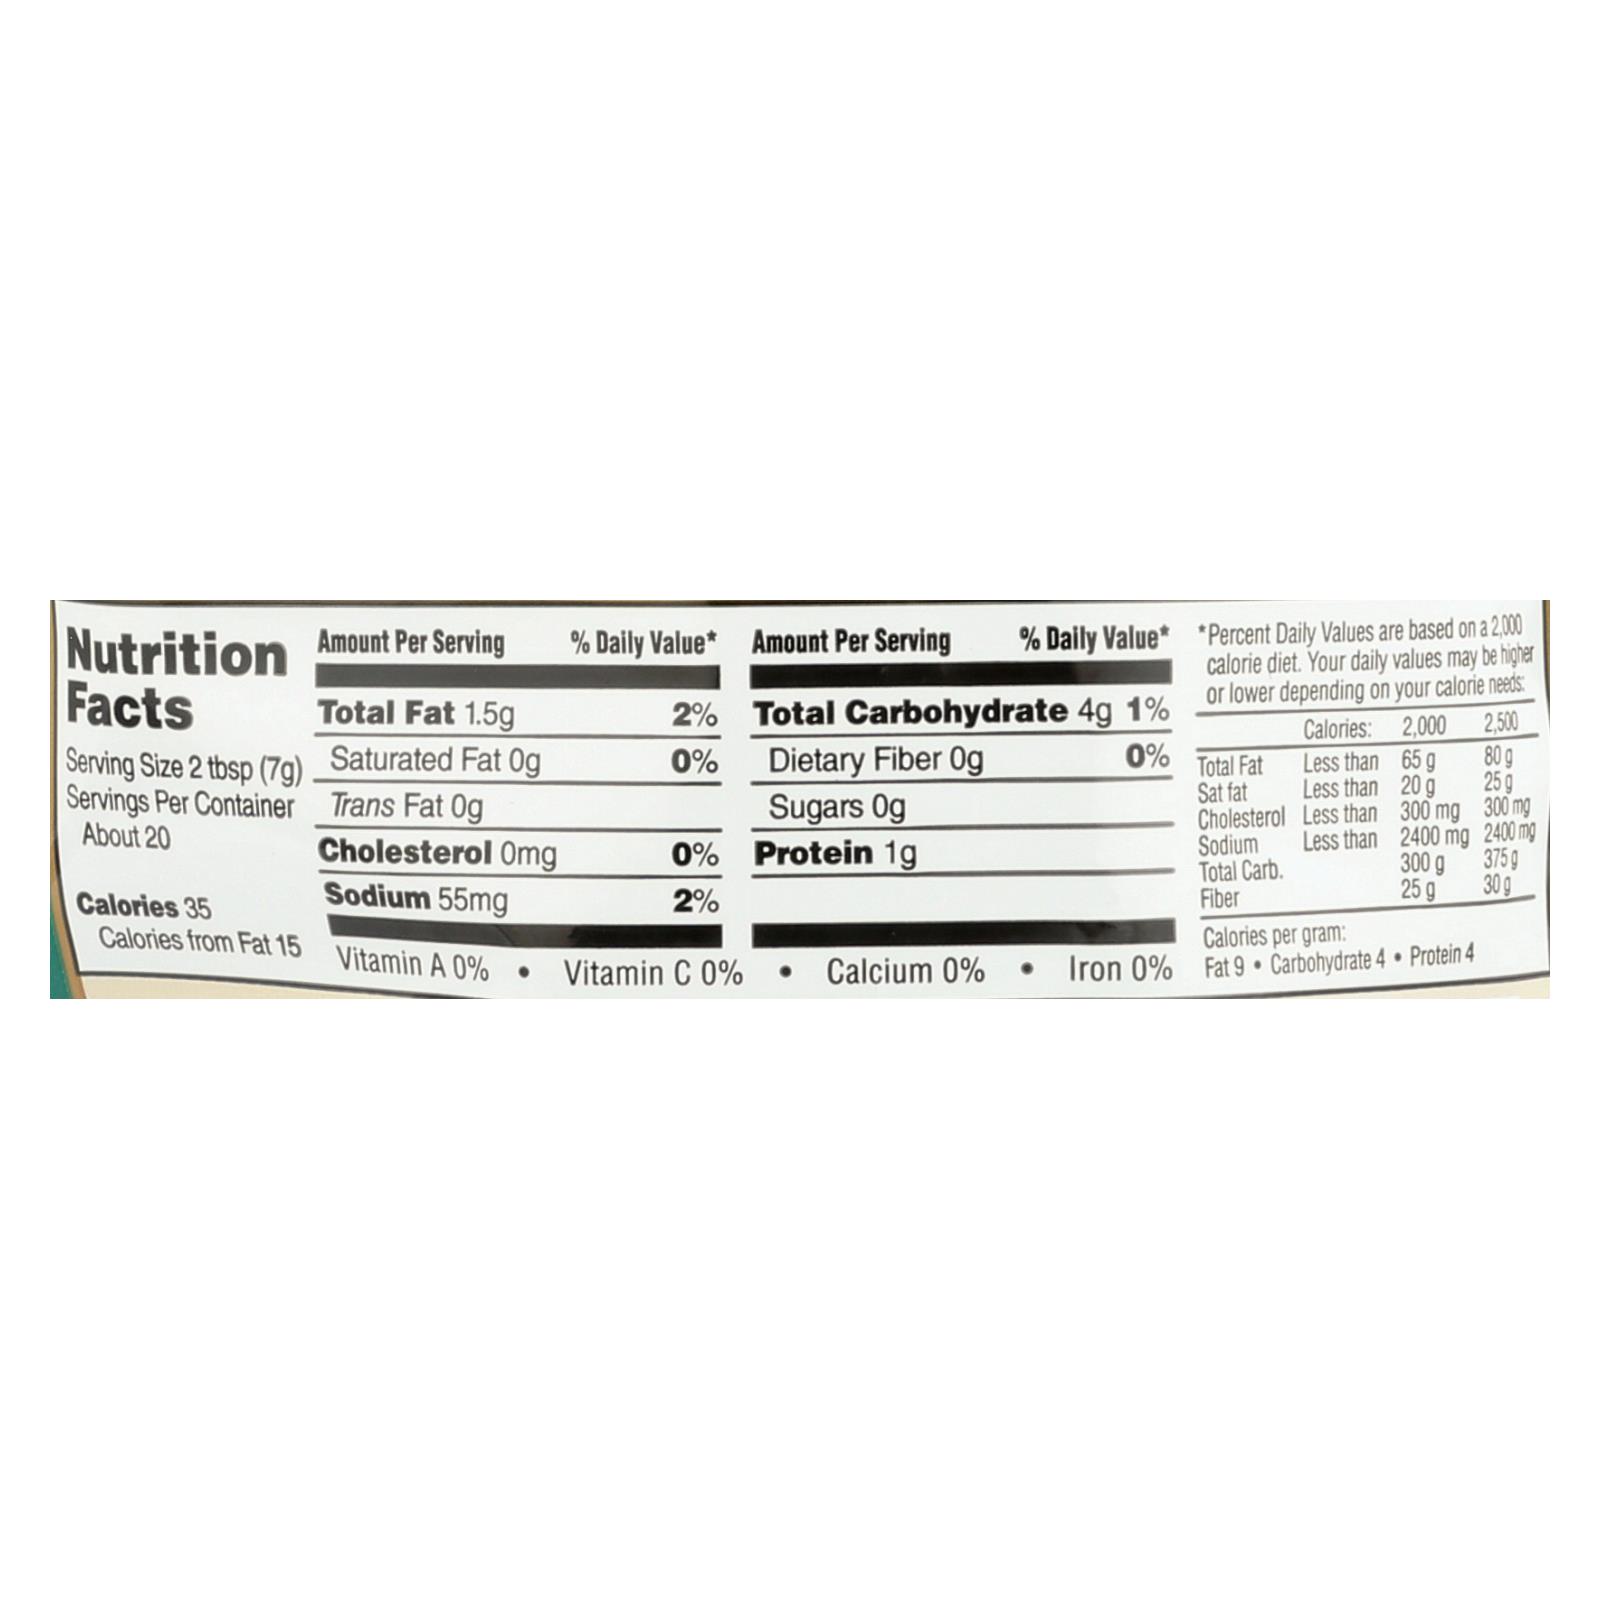 Nutrition
Facts
Serving Size 2 tbsp (7g)
Servings Per Container
About 20
Calories 35
Calories from Fat 15
Amount Per Serving % Daily Value*
Total Fat 1.5g 2%
Saturated Fat 0g 0%
Trans Fat 0g
Cholesterol 0mg 0%
Sodium 55mg 2%
Amount Per Serving % Daily Value*
Total Carbohydrate 4g 1%
Dietary Fiber 0g 0%
Sugars 0g
Protein 1g
Vitamin A 0% • Vitamin C 0% • Calcium 0% • Iron 0%
*Percent Daily Values are based on a 2,000
calorie diet. Your daily values may be higher
or lower depending on your calorie needs:
Calories: 2,000 2,500
Total Fat Less than 65 g 80 g
Sat fat Less than 20 g 25 g
Cholesterol Less than 300 mg 300 mg
Sodium Less than 2400 mg 2400 mg
Total Carb. 300 g 375 g
Fiber 25 g 30 g
Calories per gram:
Fat 9 • Carbohydrate 4 • Protein 4